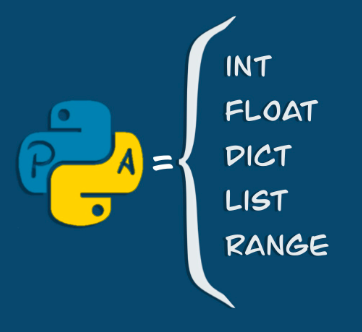 P A = INT
FLOAT
DICT
LIST
RANGE